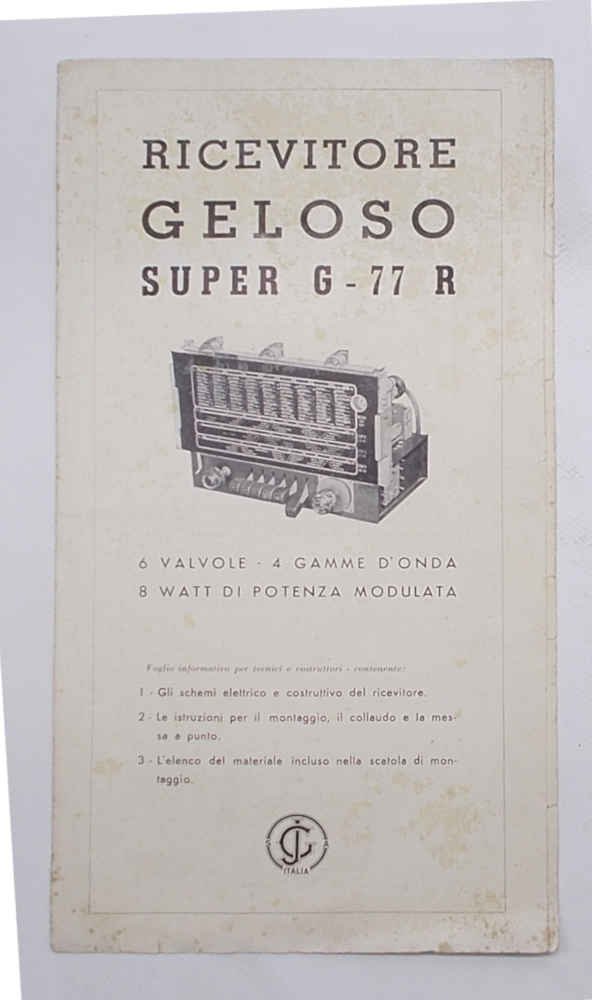 RICEVITORE
GELOSO
SUPER G-77 R
6 VALVOLE - 4 GAMME D'ONDA
8 WATT DI POTENZA MODULATA
Foglio informativo per tecnici e costruttori - contenente:
1 - Gli schemi elettrico e costruttivo del ricevitore.
2 - Le istruzioni per il montaggio, il collaudo e la mes-
sa a punto.
3 - L'elenco del materiale incluso nella scatola di mon-
taggio.
JG
ITALIA